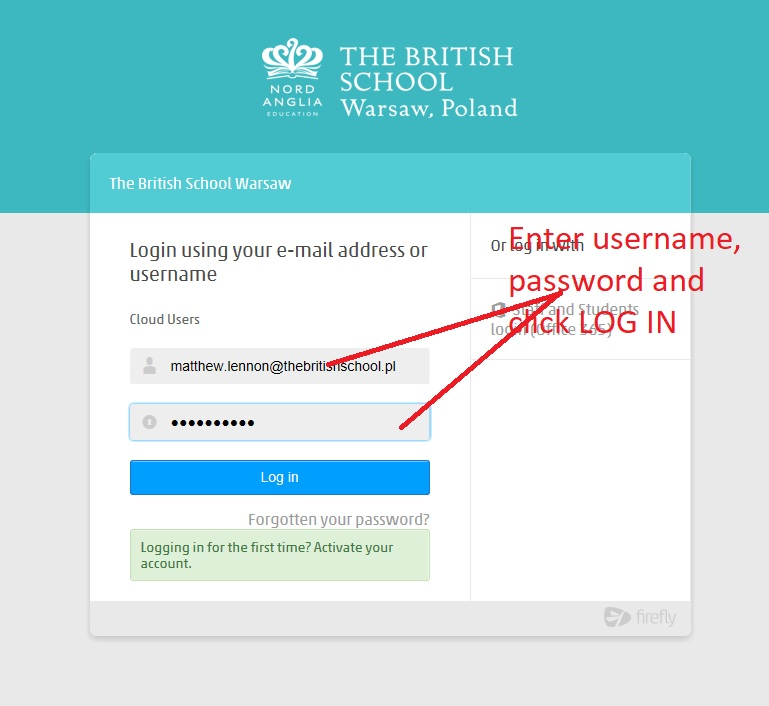 NORD
ANGLIA
EDUCATION
THE BRITISH
SCHOOL
Warsaw, Poland
The British School Warsaw
Login using your e-mail address or
username
Cloud Users
matthew.lennon@thebritishschool.pl
••••••••••
Log in
Forgotten your password?
Logging in for the first time? Activate your
account.
Or log in with
Staff and Students
login (Office 365)
Enter username,
password and
click LOG IN
firefly